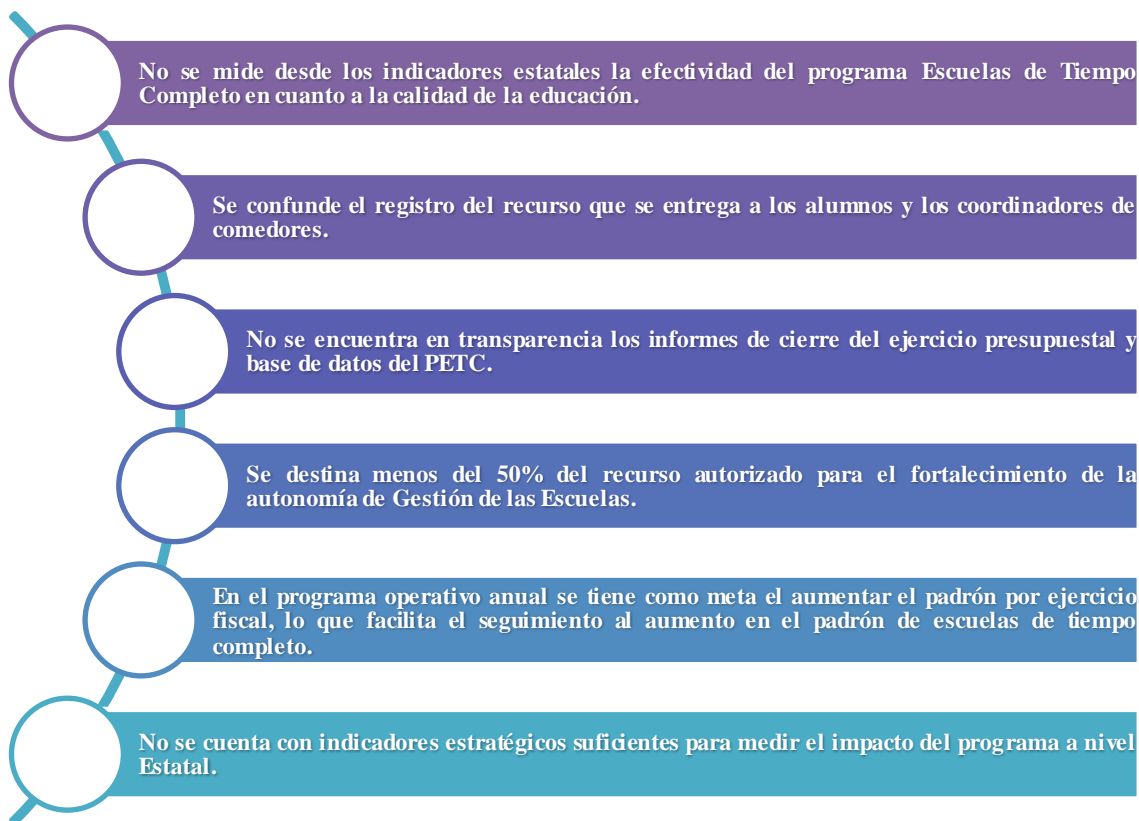 No se mide desde los indicadores estatales la efectividad del programa Escuelas de Tiempo
Completo en cuanto a la calidad de la educación.
Se confunde el registro del recurso que se entrega a los alumnos y los coordinadores de
comedores.
No se encuentra en transparencia los informes de cierre del ejercicio presupuestal y
base de datos del PETC.
Se destina menos del 50% del recurso autorizado para el fortalecimiento de la
autonomía de Gestión de las Escuelas.
En el programa operativo anual se tiene como meta el aumentar el padrón por ejercicio
fiscal, lo que facilita el seguimiento al aumento en el padrón de escuelas de tiempo
completo.
No se cuenta con indicadores estratégicos suficientes para medir el impacto del programa a nivel
Estatal.